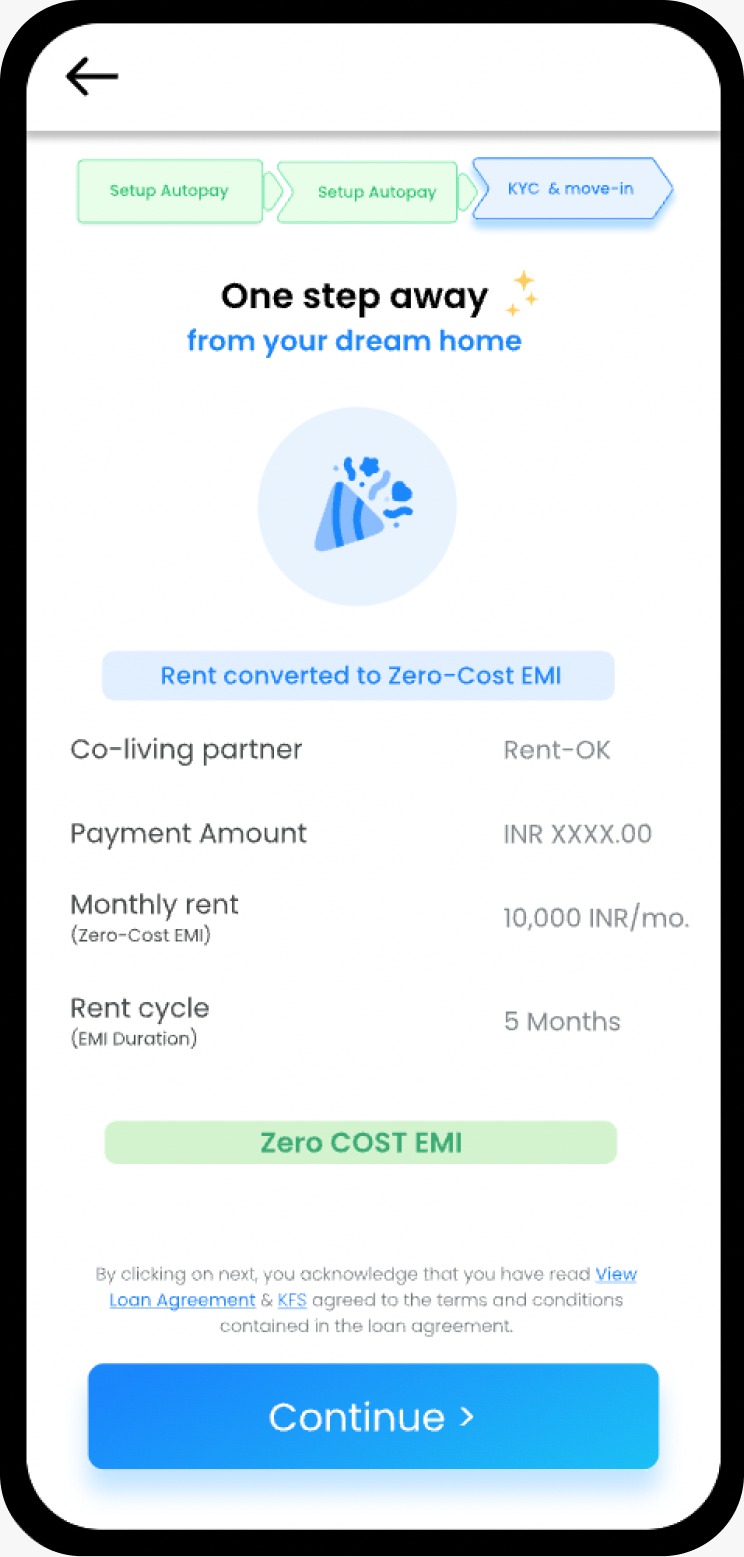 Setup Autopay
Setup Autopay
KYC & move-in
One step away
from your dream home
Rent converted to Zero-Cost EMI
Co-living partner Rent-OK
Payment Amount INR XXXX.00
Monthly rent
(Zero-Cost EMI)
10,000 INR/mo.
Rent cycle
(EMI Duration)
5 Months
Zero COST EMI
By clicking on next, you acknowledge that you have read View
Loan Agreement & KFS agreed to the terms and conditions
contained in the loan agreement.
Continue >